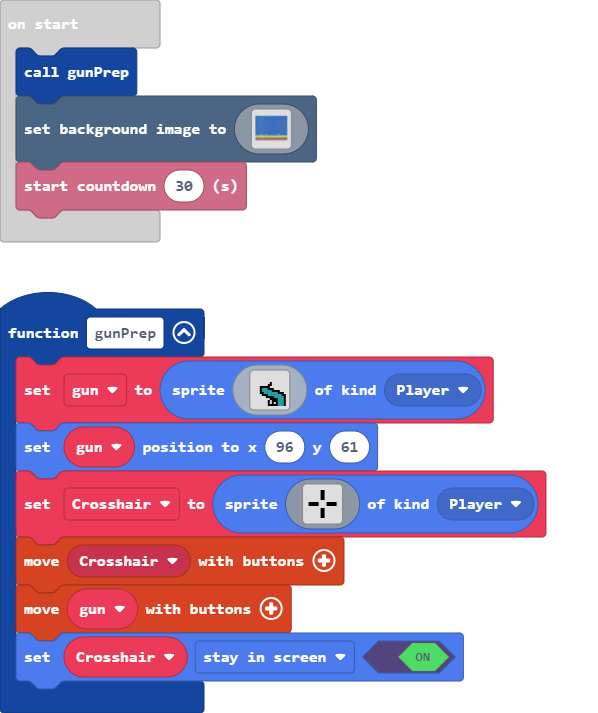 on start
call gunPrep
set background image to
start countdown 30 (s)
function gunPrep
set gun to sprite of kind Player
set gun position to x 96 y 61
set Crosshair to sprite of kind Player
move Crosshair with buttons
move gun with buttons
set Crosshair stay in screen ON